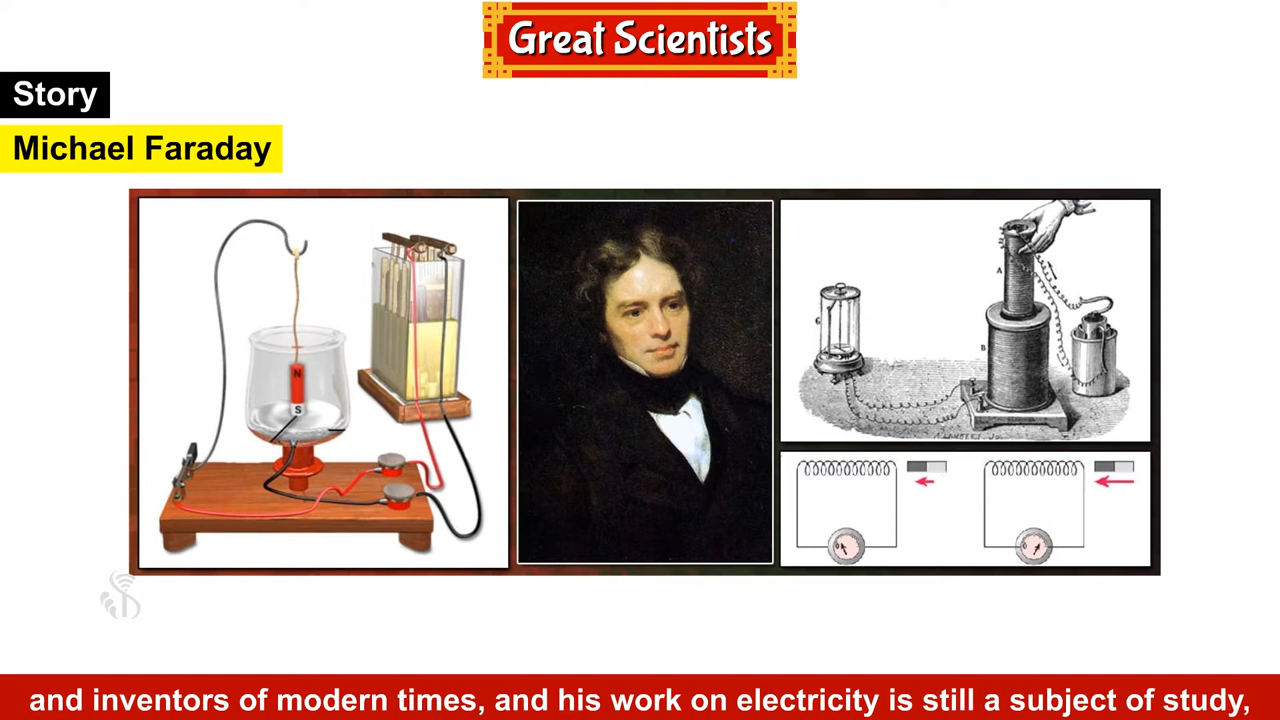 Great Scientists
Story
Michael Faraday
N
S
A
B
G
and inventors of modern times, and his work on electricity is still a subject of study,